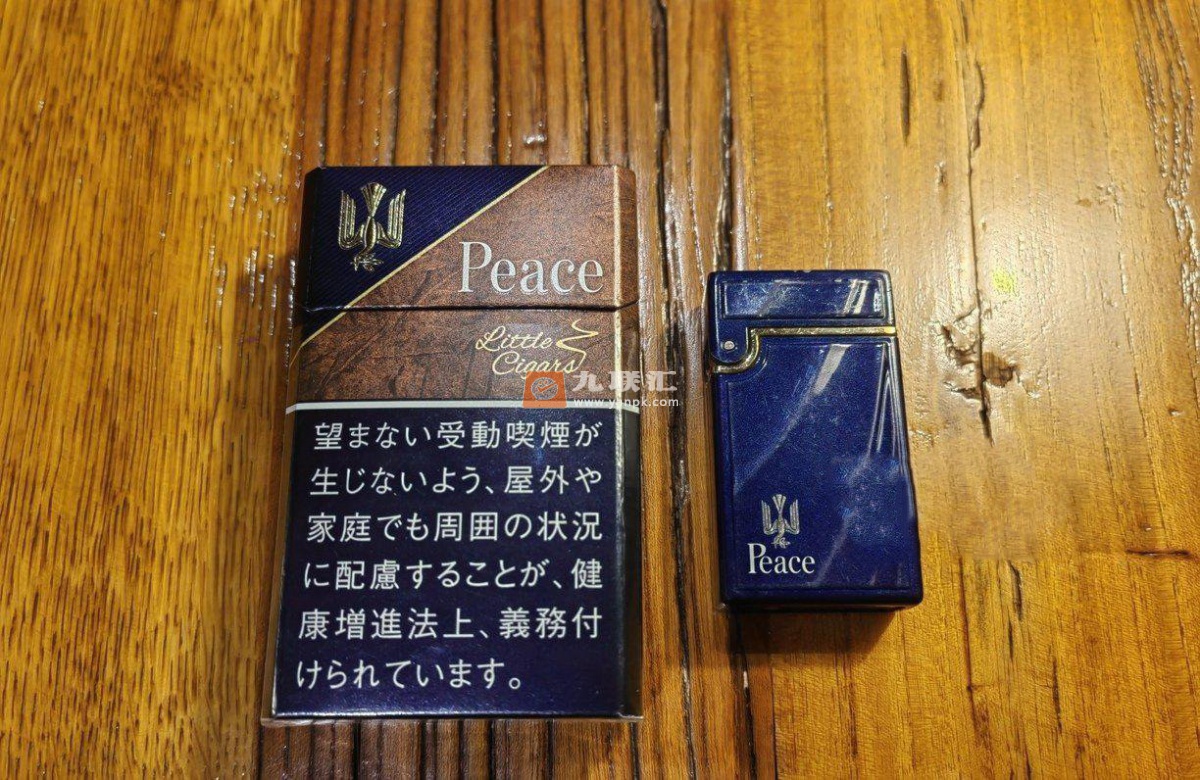 Peace
Little
Cigars
九联汇
www.yanpk.com
望まない受動喫煙が
生じないよう、屋外や
家庭でも周囲の状況
に配慮することが、健
康増進法上、義務付
けられています。
Peace